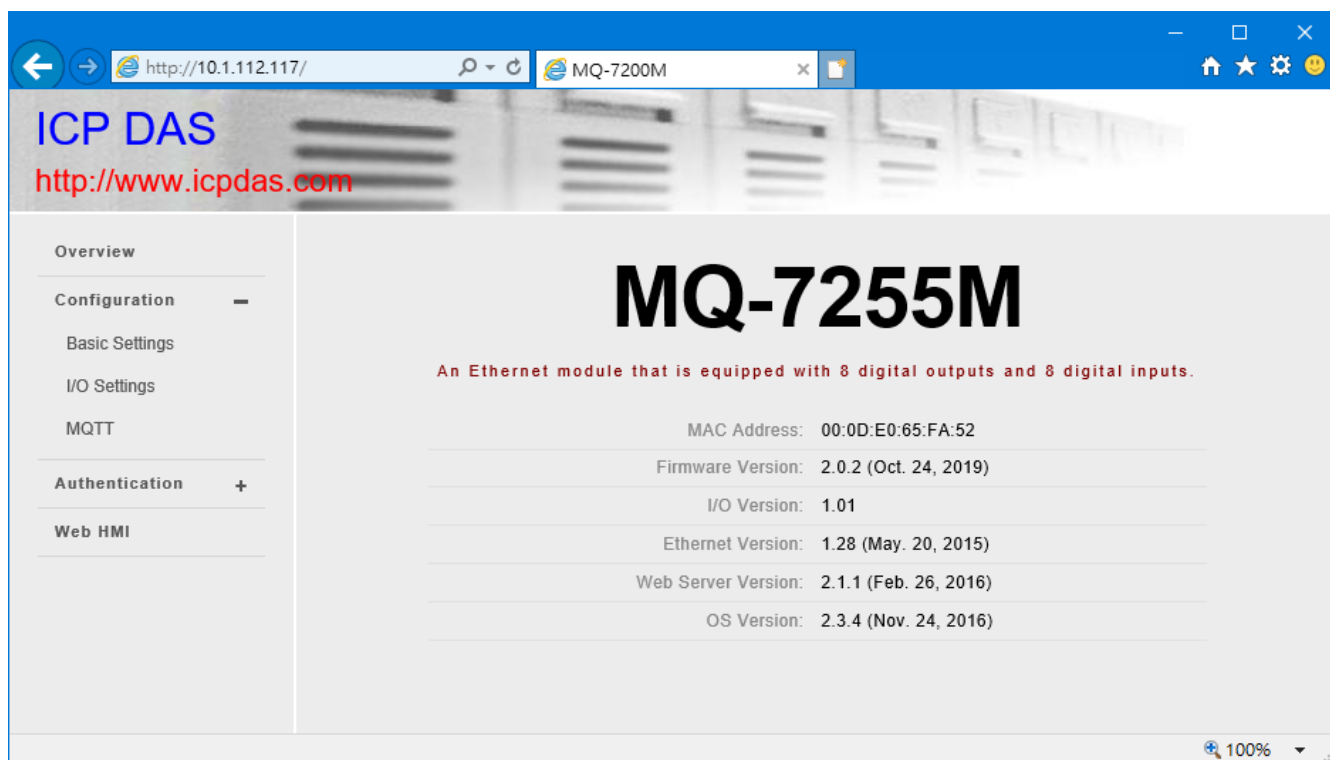 http://10.1.112.117/
MQ-7200M
ICP DAS
http://www.icpdas.com
Overview
Configuration
Basic Settings
I/O Settings
MQTT
Authentication +
Web HMI
MQ-7255M
An Ethernet module that is equipped with 8 digital outputs and 8 digital inputs.
MAC Address: 00:0D:E0:65:FA:52
Firmware Version: 2.0.2 (Oct. 24, 2019)
I/O Version: 1.01
Ethernet Version: 1.28 (May. 20, 2015)
Web Server Version: 2.1.1 (Feb. 26, 2016)
OS Version: 2.3.4 (Nov. 24, 2016)
100%